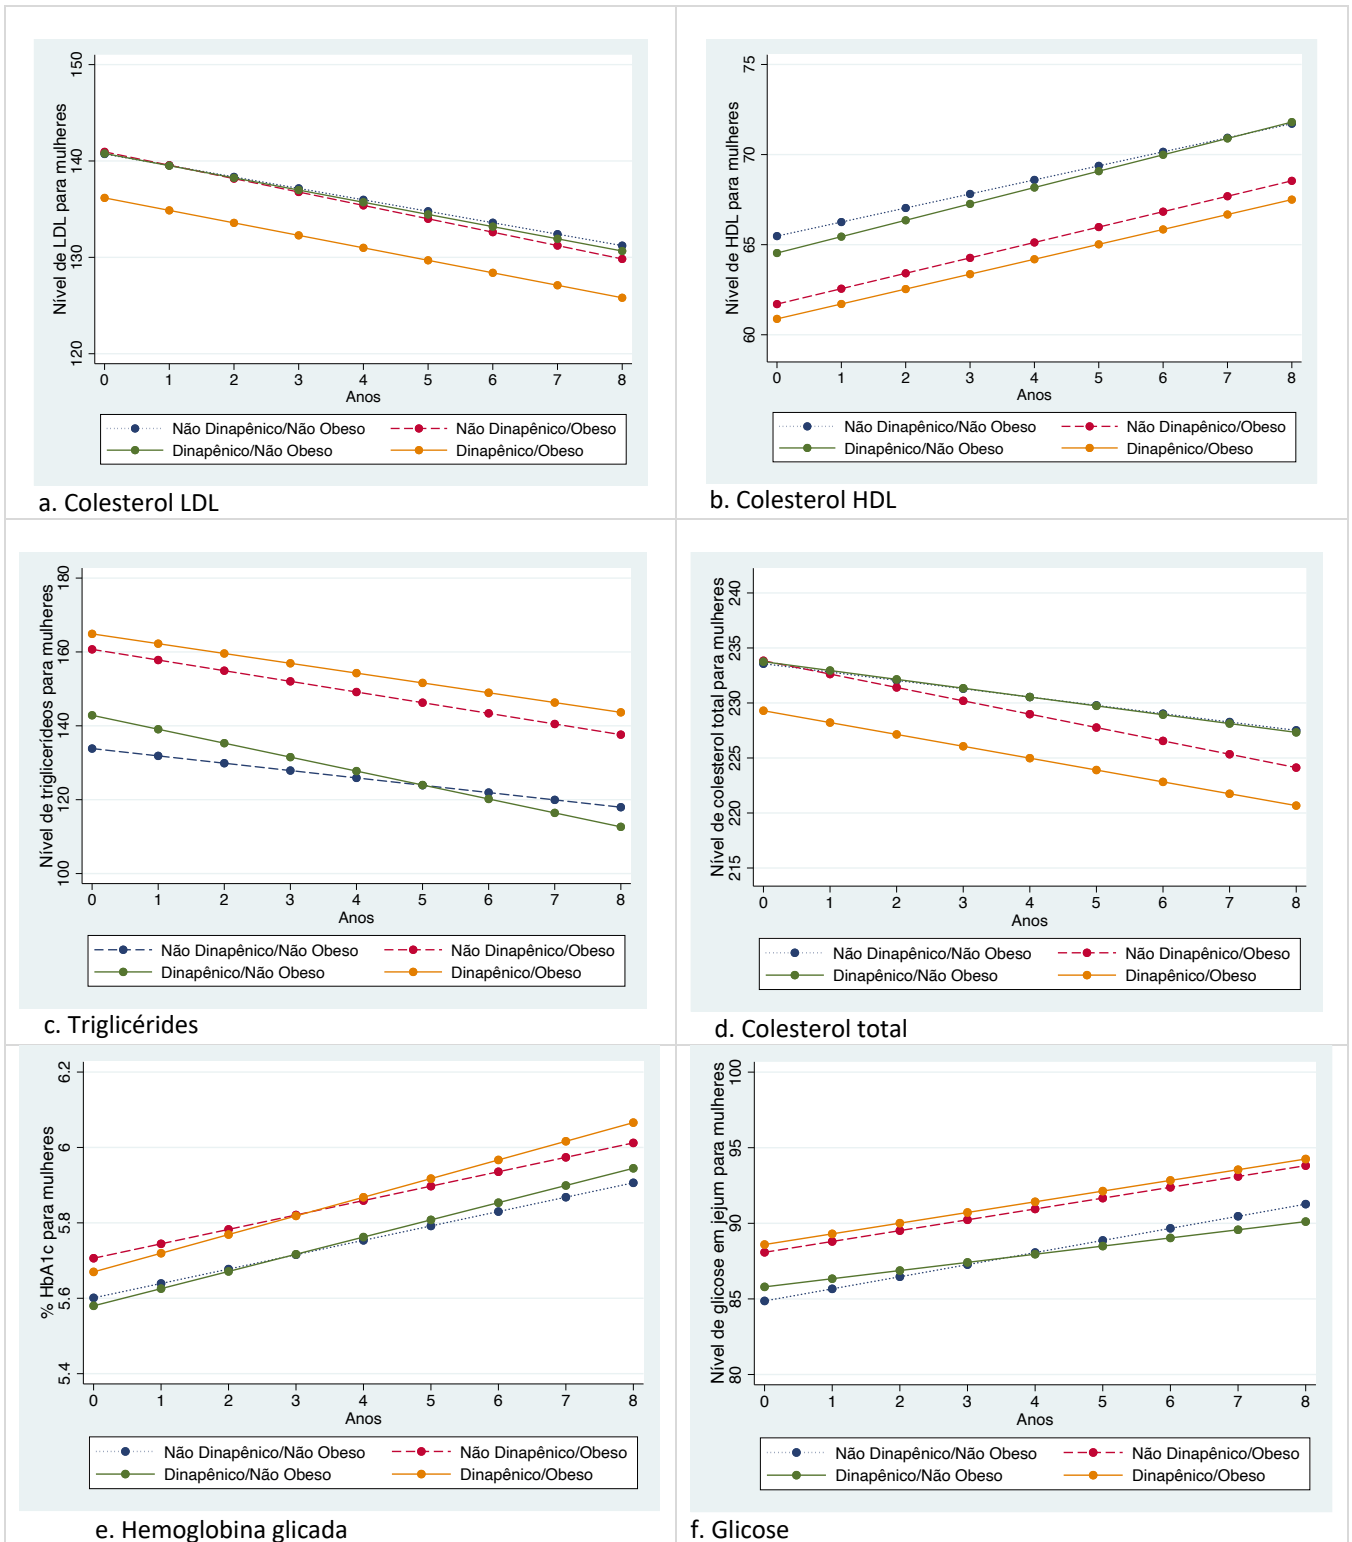 Nível de LDL para mulheres
150
140
130
120
0 1 2 3 4 5 6 7 8
Anos
Não Dinapênico/Não Obeso Não Dinapênico/Obeso
Dinapênico/Não Obeso Dinapênico/Obeso
a. Colesterol LDL
Nível de HDL para mulheres
75
70
65
60
0 1 2 3 4 5 6 7 8
Anos
Não Dinapênico/Não Obeso Não Dinapênico/Obeso
Dinapênico/Não Obeso Dinapênico/Obeso
b. Colesterol HDL
Nível de triglicerídeos para mulheres
180
160
140
120
100
0 1 2 3 4 5 6 7 8
Anos
Não Dinapênico/Não Obeso Não Dinapênico/Obeso
Dinapênico/Não Obeso Dinapênico/Obeso
c. Triglicérides
Nível de colesterol total para mulheres
240
235
230
225
220
215
0 1 2 3 4 5 6 7 8
Anos
Não Dinapênico/Não Obeso Não Dinapênico/Obeso
Dinapênico/Não Obeso Dinapênico/Obeso
d. Colesterol total
% HbA1c para mulheres
6.2
6
5.8
5.6
5.4
0 1 2 3 4 5 6 7 8
Anos
Não Dinapênico/Não Obeso Não Dinapênico/Obeso
Dinapênico/Não Obeso Dinapênico/Obeso
e. Hemoglobina glicada
Nível de glicose em jejum para mulheres
100
95
90
85
80
0 1 2 3 4 5 6 7 8
Anos
Não Dinapênico/Não Obeso Não Dinapênico/Obeso
Dinapênico/Não Obeso Dinapênico/Obeso
f. Glicose